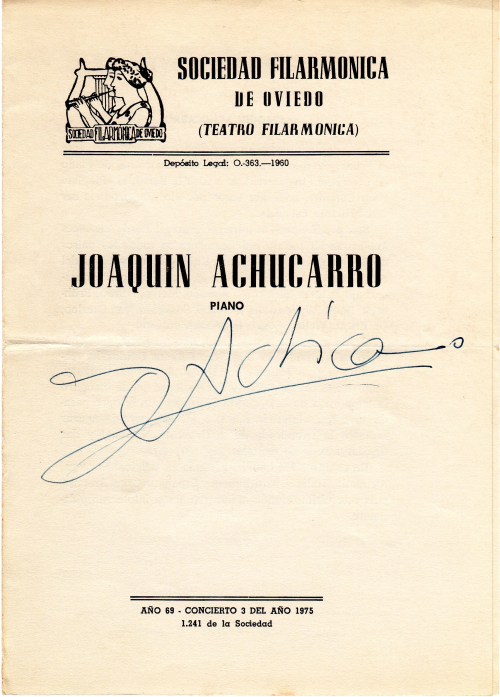 SOCIEDAD FILARMONICA
DE OVIEDO
(TEATRO FILARMONICA)
SOCIEDAD FILARMÓNICA DE OVIEDO
Depósito Legal: O.-363.—1960
JOAQUIN ACHUCARRO
PIANO
AÑO 69 - CONCIERTO 3 DEL AÑO 1975
1.241 de la Sociedad